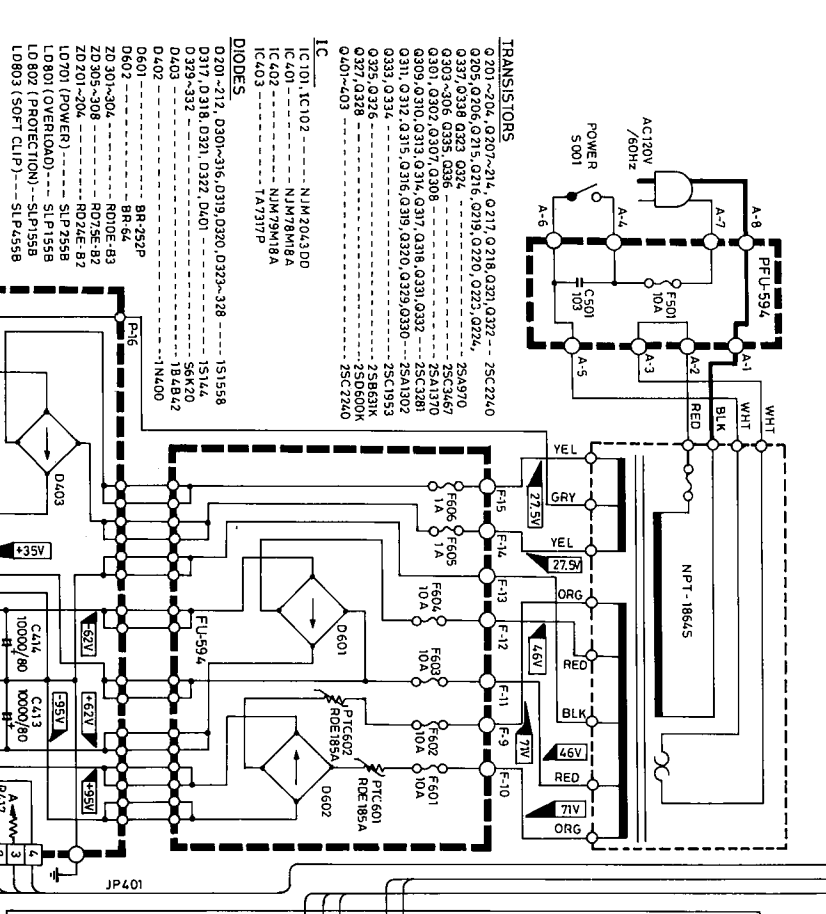 TRANSISTORS
Q201~204, Q207~214, Q217, Q218, Q321, Q322-- 2SC2240
Q205, Q206, Q215, Q216, Q219, Q220, Q223, Q224,
Q337, Q338 Q323 Q324 2SA970
Q303~306 Q335, Q336 2SC3467
Q301, Q302, Q307, Q308 2SA1370
Q309, Q310, Q313, Q314, Q317, Q318, Q331, Q332 ---2SC3281
Q311, Q312, Q315, Q316, Q319, Q320, Q329, Q330---2SA1302
Q333, Q334 2SC1953
Q325, Q326 2SB631K
Q327, Q328 2SD600K
Q401~403 2SC2240
IC
IC101, IC102 NJM2043DD
IC401 NJM78M18A
IC402 NJM79M18A
IC403 TA7317P
DIODES
D201~212, D301~316, D319, D320, D323~328 1S1558
D317, D318, D321, D322, D401 1S144
D329~332 S6K20
D403 1B4B42
D402 1N400
D601 BR-252P
D602 BR-64
ZD301~304 RD10E-B3
ZD305~308 RD7.5E-B2
ZD201~204 RD24E-B2
LD701 (POWER) SLP255B
LD801 (OVERLOAD) SLP155B
LD802 (PROTECTION) SLP155B
LD803 (SOFT CLIP) SLP455B
AC120V
/60Hz
POWER
S001
A-6
A-4
A-7
A-8
PFU-594
C501
103
F501
10A
A-5
A-3
A-2
A-1
RED
BLK
WHT
WHT
NPT-1864S
YEL
27.5V
GRY
YEL
27.5V
ORG
46V
RED
BLK
71V
46V
RED
71V
ORG
F-15
F-14
F-13
F-12
F-11
F-9
F-10
F606
1A
F605
1A
F604
10A
F603
10A
F602
10A
F601
10A
FU-594
D601
D602
PTC602
RDE185A
PTC601
RDE185A
P-16
D403
+35V
-62V
C414
10000/80
+62V
-95V
C413
10000/80
+95V
A
3
4
JP401